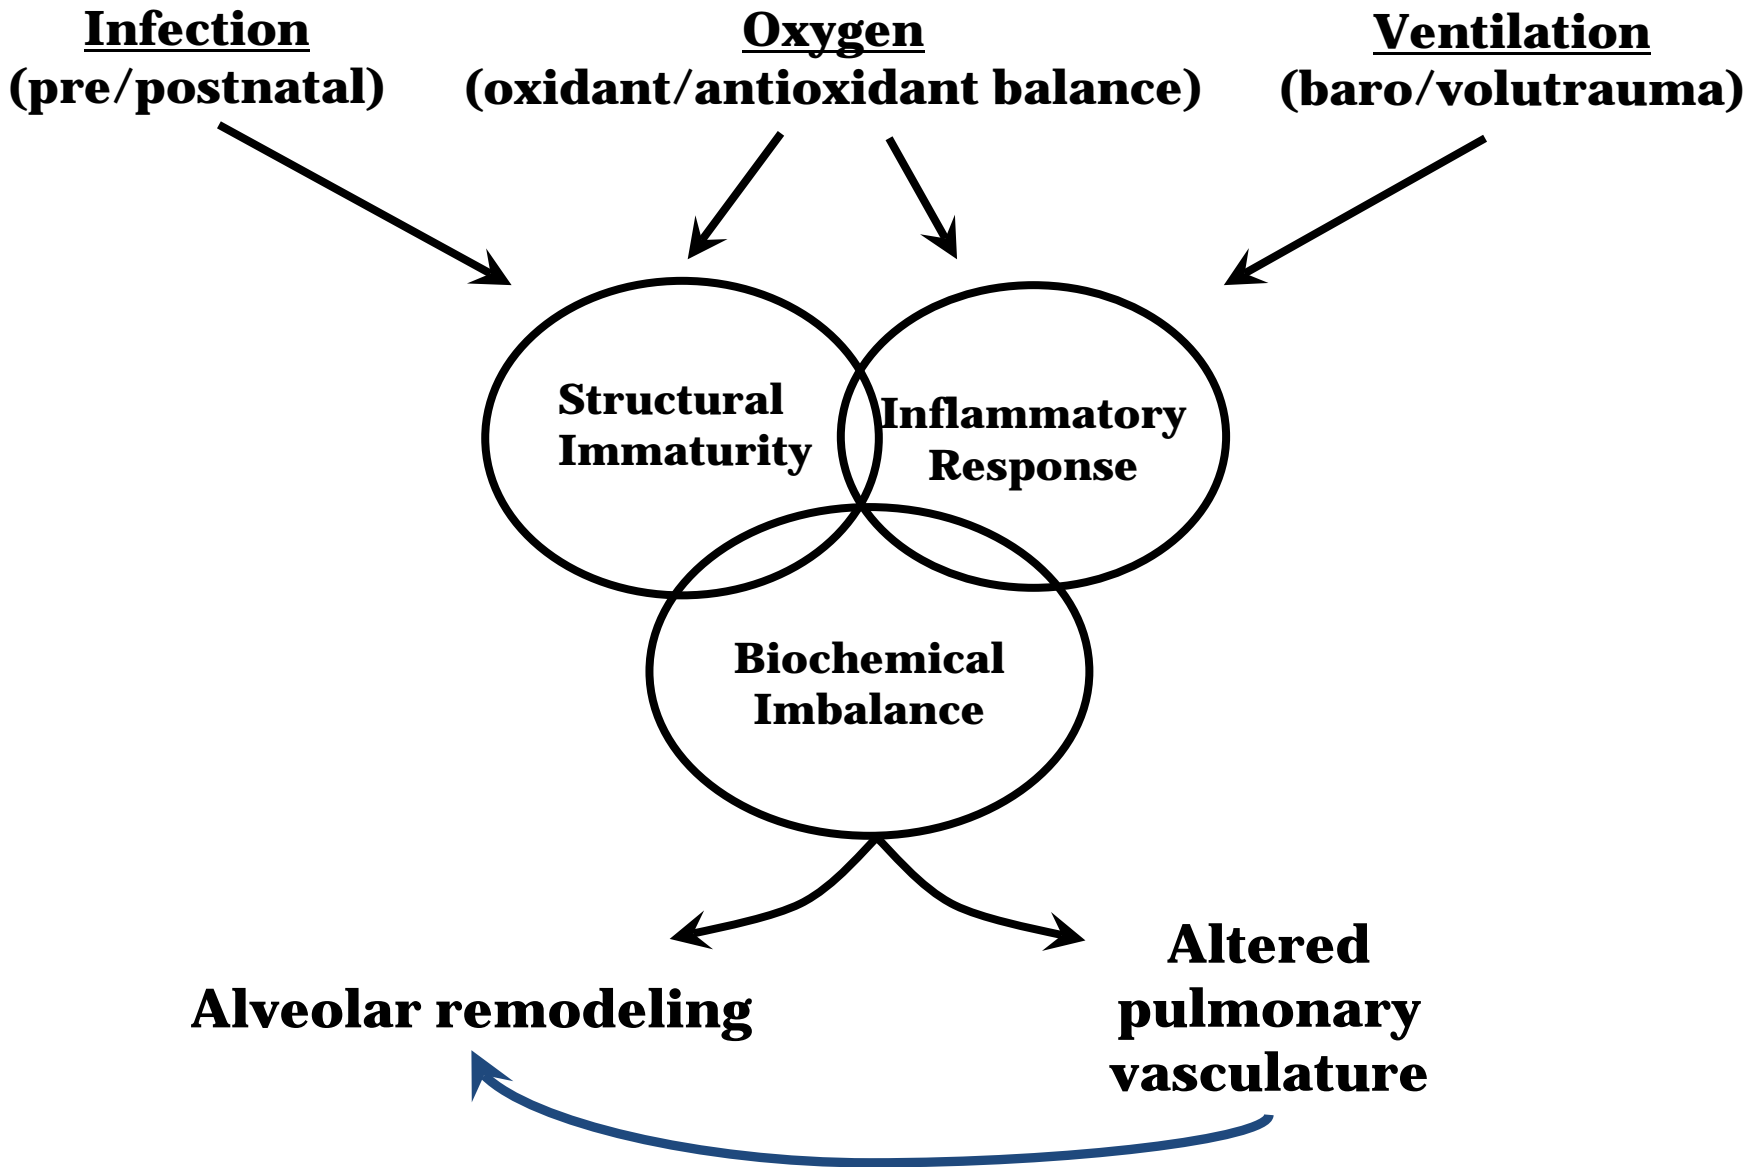 Infection
(pre/postnatal)
Oxygen
(oxidant/antioxidant balance)
Ventilation
(baro/volutrauma)
Structural
Immaturity
Inflammatory
Response
Biochemical
Imbalance
Alveolar remodeling
Altered
pulmonary
vasculature